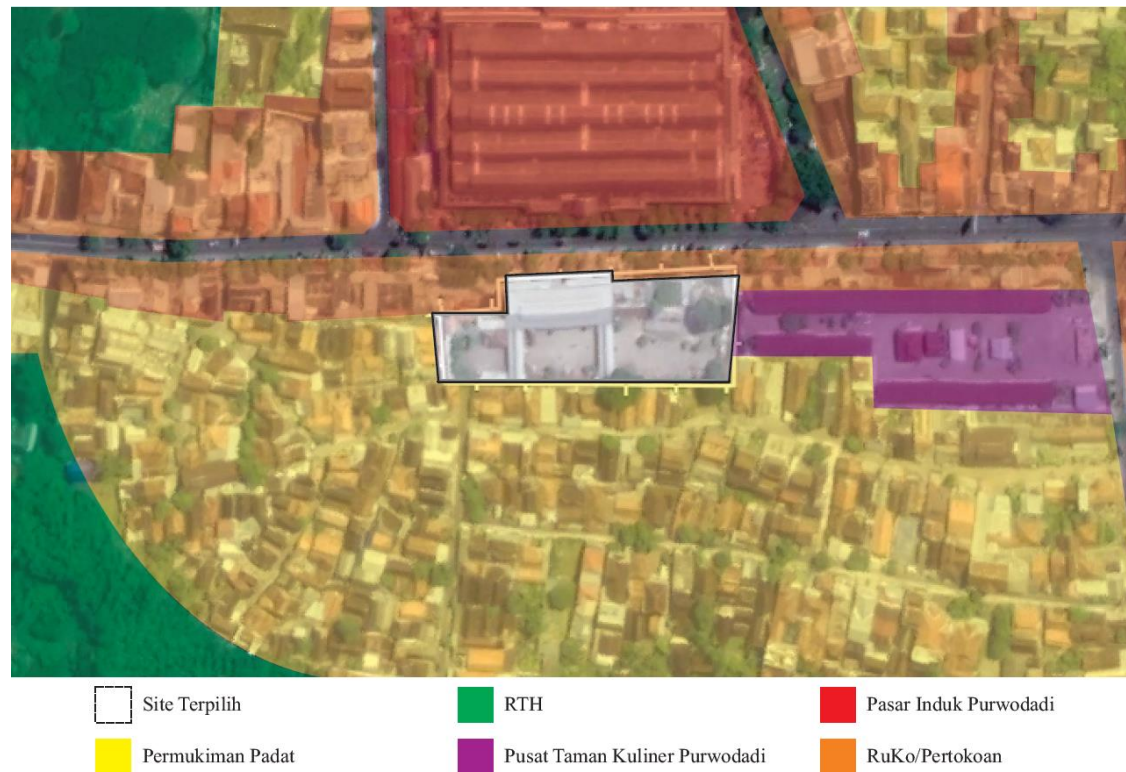 Site Terpilih
RTH
Pasar Induk Purwodadi
Permukiman Padat
Pusat Taman Kuliner Purwodadi
RuKo/Pertokoan